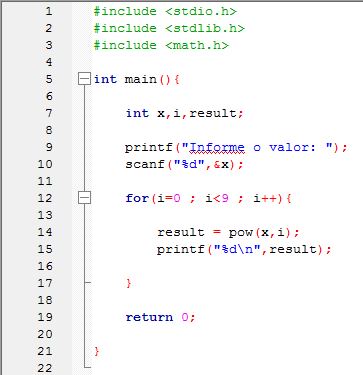 1 #include <stdio.h>
2 #include <stdlib.h>
3 #include <math.h>
4
5 int main(){
6
7 int x,i,result;
8
9 printf("Informe o valor: ");
10 scanf("%d",&x);
11
12 for(i=0 ; i<9 ; i++){
13
14 result = pow(x,i);
15 printf("%d\n",result);
16
17 }
18
19 return 0;
20
21 }
22